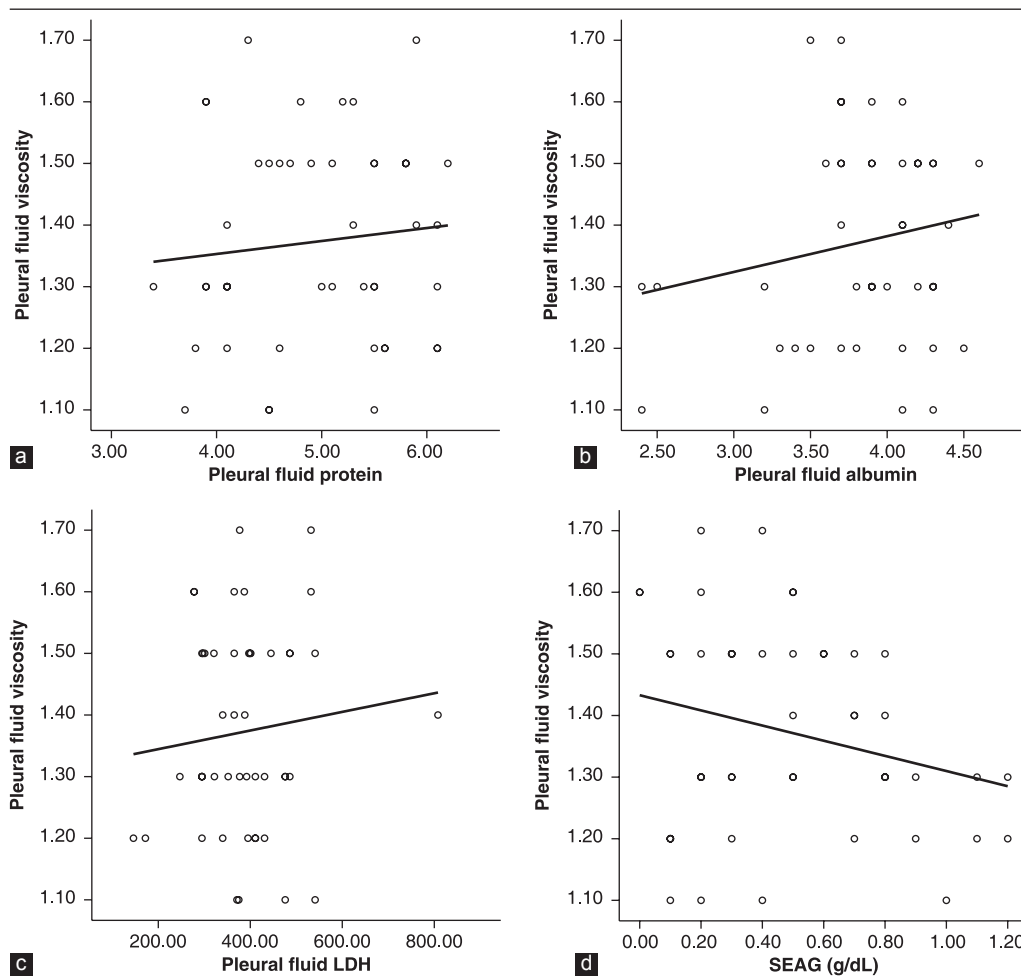 1.70
1.60
1.50
1.40
1.30
1.20
1.10
Pleural fluid viscosity
3.00 4.00 5.00 6.00
Pleural fluid protein
a
1.70
1.60
1.50
1.40
1.30
1.20
1.10
Pleural fluid viscosity
2.50 3.00 3.50 4.00 4.50
Pleural fluid albumin
b
1.70
1.60
1.50
1.40
1.30
1.20
1.10
Pleural fluid viscosity
200.00 400.00 600.00 800.00
Pleural fluid LDH
c
1.70
1.60
1.50
1.40
1.30
1.20
1.10
Pleural fluid viscosity
0.00 0.20 0.40 0.60 0.80 1.00 1.20
SEAG (g/dL)
d